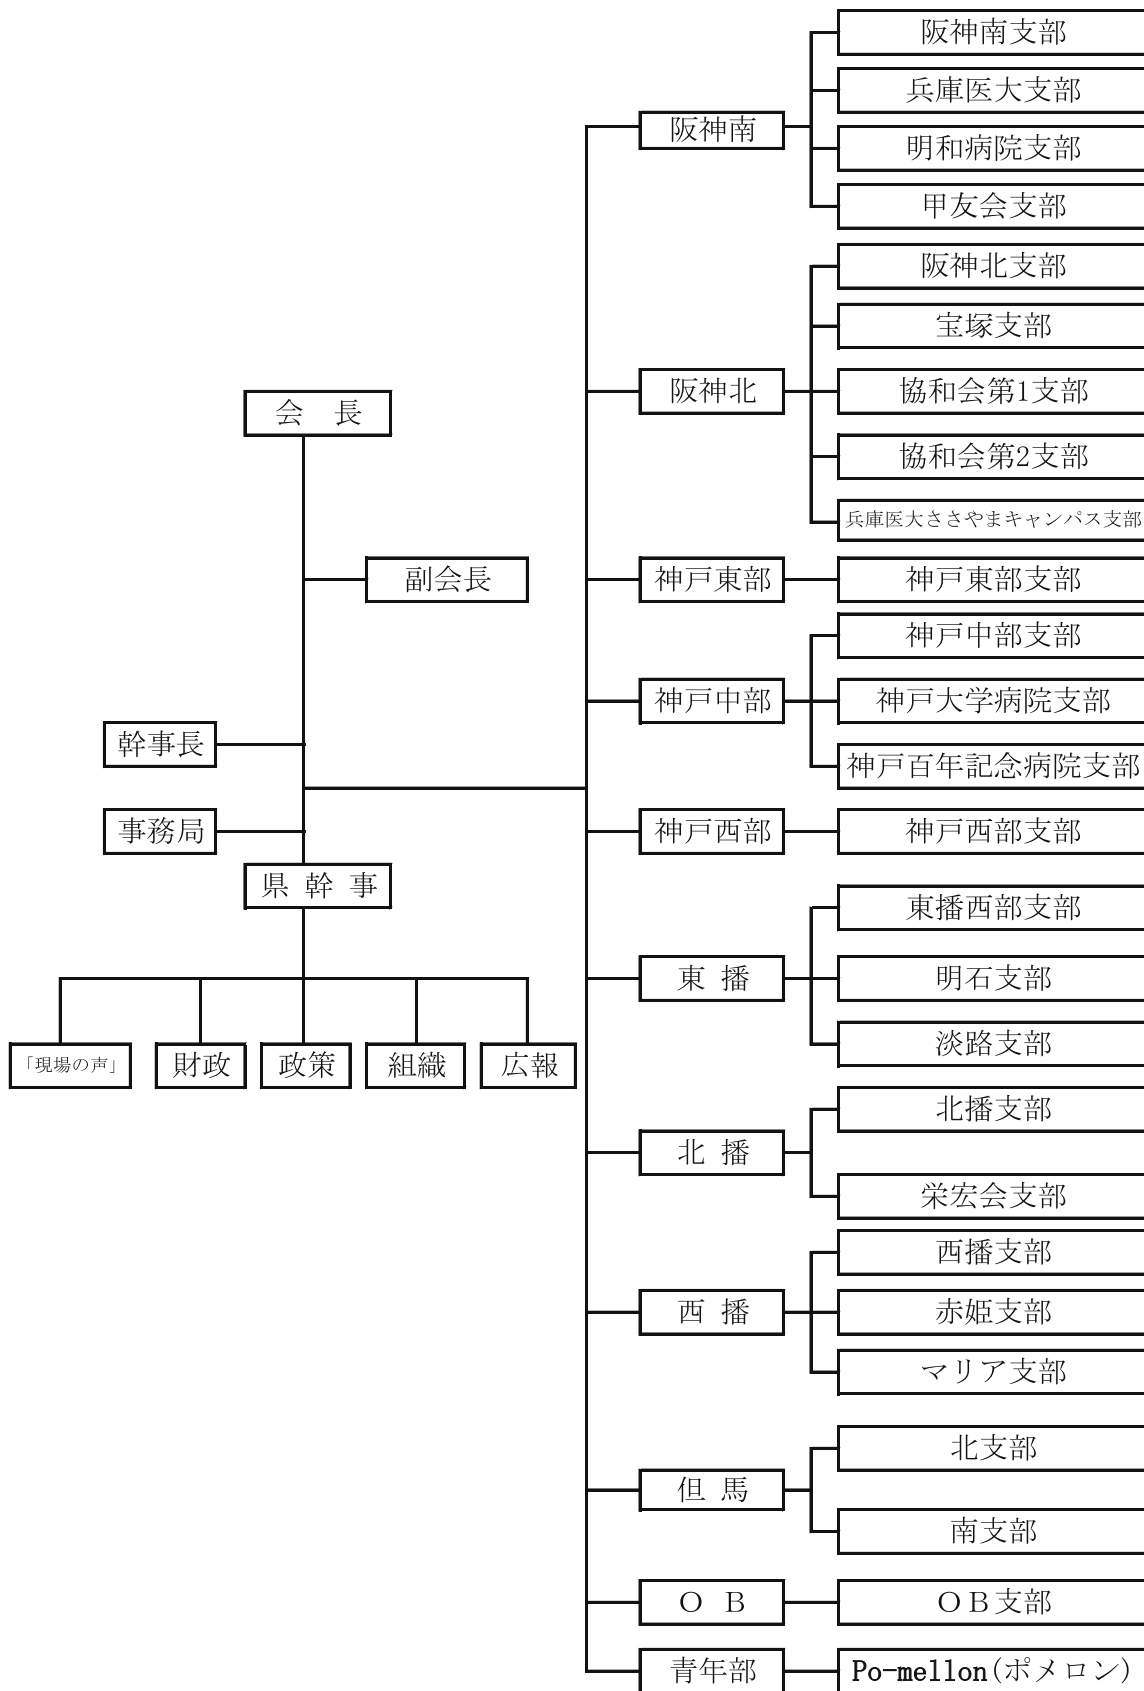 会　長
副会長
幹事長
事務局
県 幹 事
「現場の声」
財政
政策
組織
広報
阪神南
阪神南支部
兵庫医大支部
明和病院支部
甲友会支部
阪神北
阪神北支部
宝塚支部
協和会第1支部
協和会第2支部
兵庫医大ささやまキャンパス支部
神戸東部
神戸東部支部
神戸中部
神戸中部支部
神戸大学病院支部
神戸百年記念病院支部
神戸西部
神戸西部支部
東 播
東播西部支部
明石支部
淡路支部
北 播
北播支部
栄宏会支部
西 播
西播支部
赤姫支部
マリア支部
但 馬
北支部
南支部
Ｏ Ｂ
ＯＢ支部
青年部
Po-mellon(ポメロン)